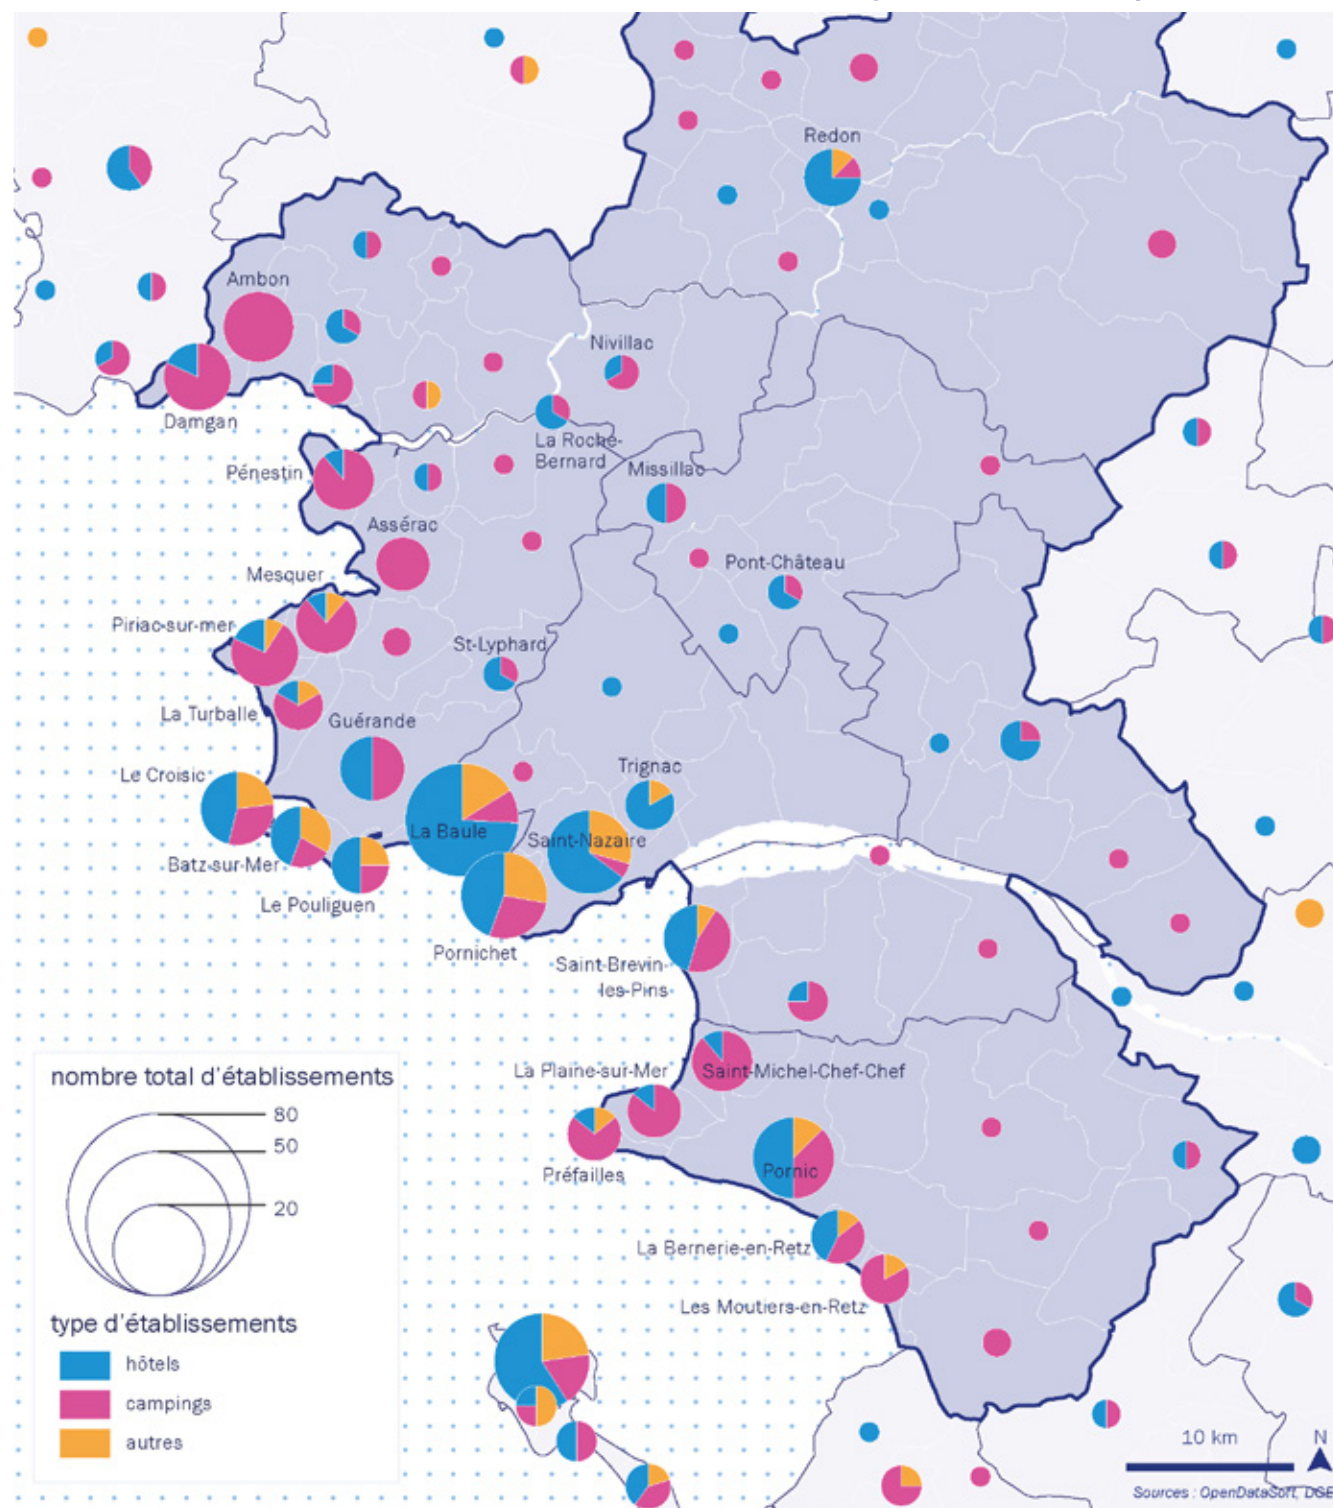 Redon
Ambon
Nivillac
Damgan
La Roche-
Bernard
Pénestin
Missillac
Assérac
Mesquer
Pont-Château
Piriac-sur-mer
St-Lyphard
La Turballe
Guérande
Le Croisic
Trignac
La Baule
Saint-Nazaire
Batz-sur-Mer
Le Pouliguen
Pornichet
Saint-Brevin-
les-Pins
La Plaine-sur-Mer
Saint-Michel-Chef-Chef
Préfailles
Pornic
La Bernerie-en-Retz
Les Moutiers-en-Retz
nombre total d'établissements
80
50
20
type d'établissements
hôtels
campings
autres
10 km
N
Sources : OpenDataSoft, DGE